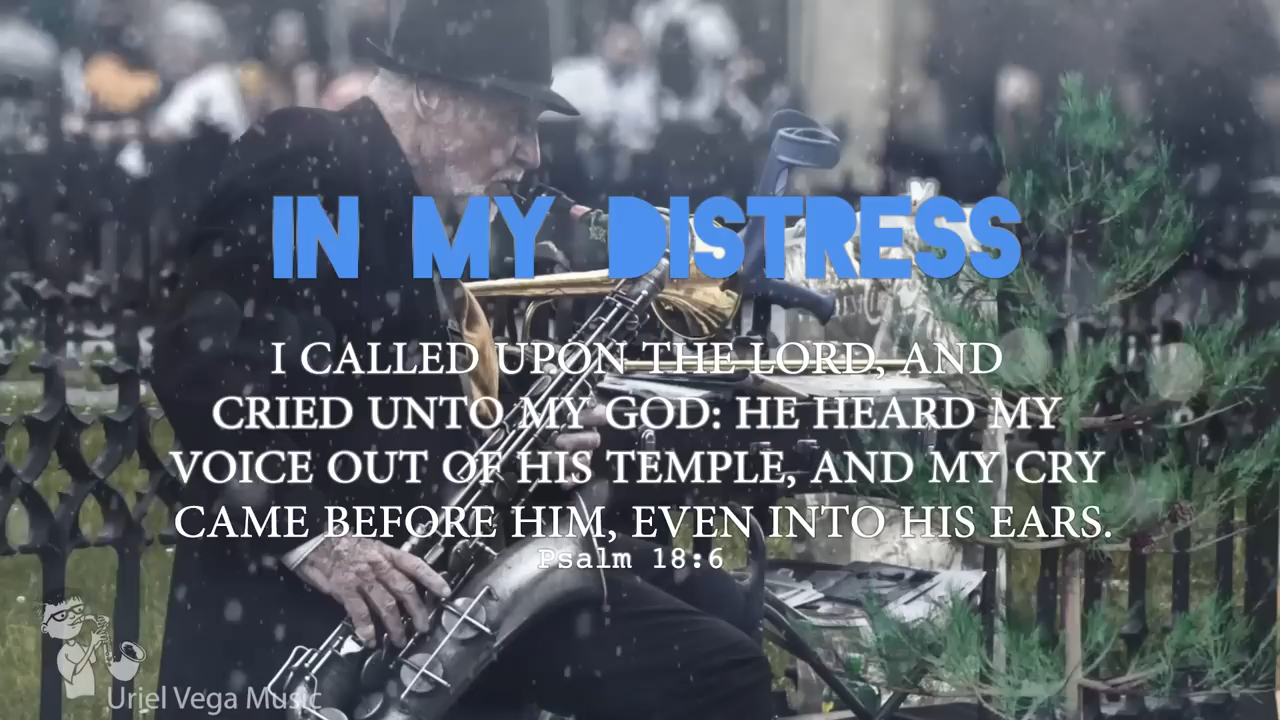 IN MY DISTRESS
I CALLED UPON THE LORD, AND
CRIED UNTO MY GOD: HE HEARD MY
VOICE OUT OF HIS TEMPLE, AND MY CRY
CAME BEFORE HIM, EVEN INTO HIS EARS.
Psalm 18:6
Uriel Vega Music